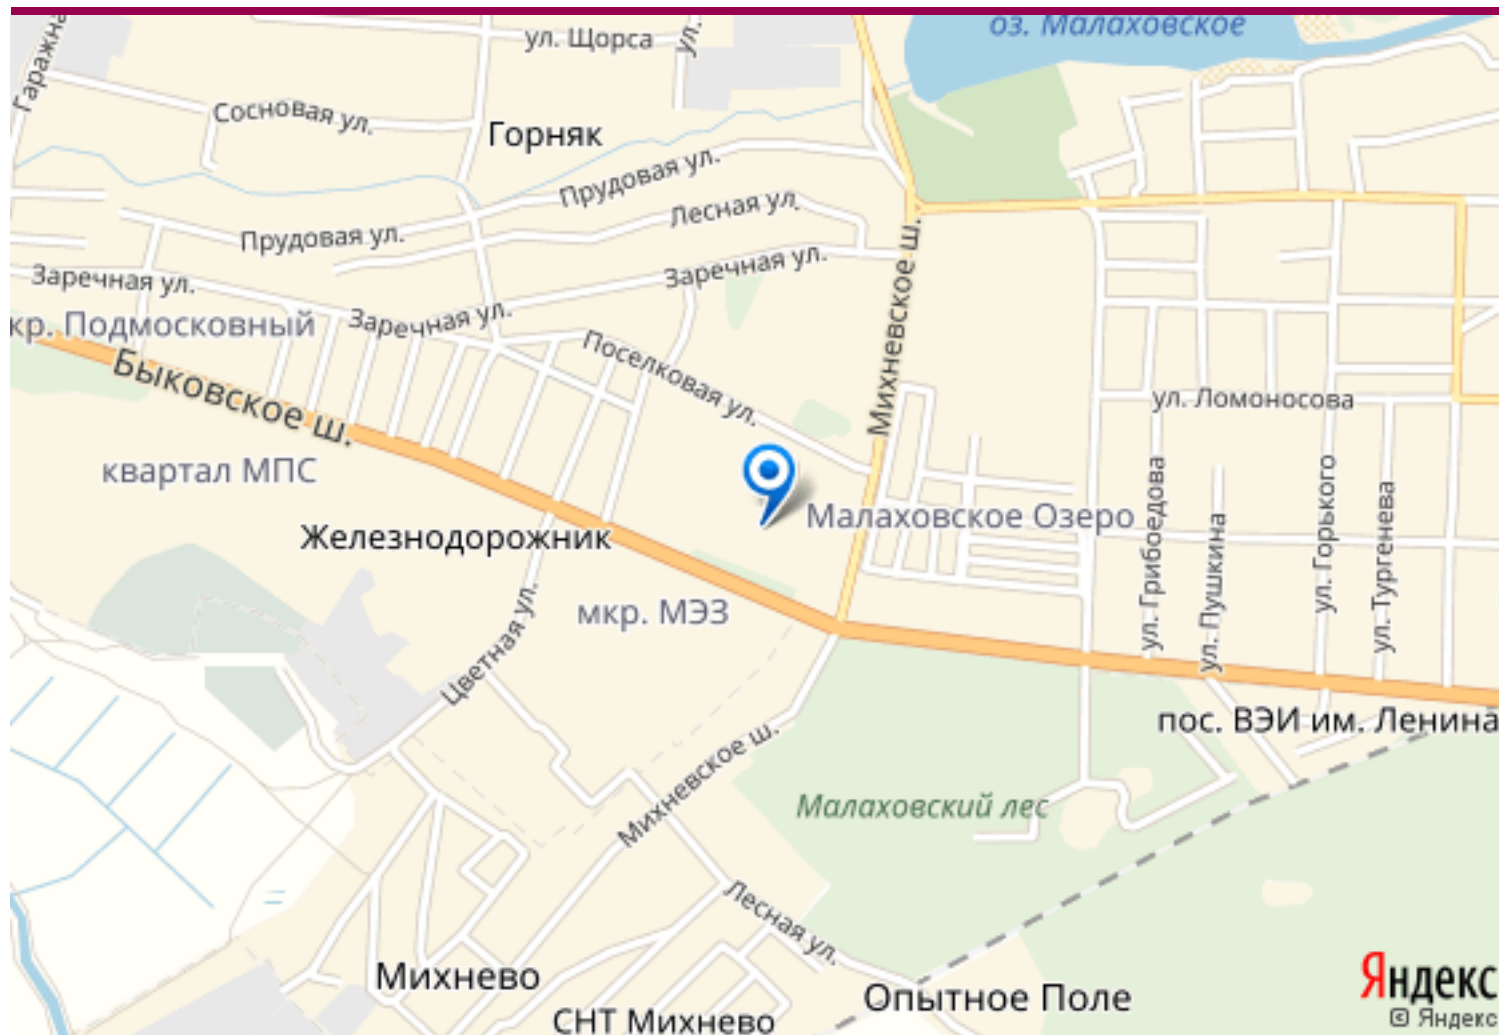 оз. Малаховское
ул. Щорса
ул.
Гаражна
Сосновая ул.
Горняк
Прудовая ул.
Лесная ул.
Прудовая ул.
Заречная ул.
Заречная ул.
Михневское ш.
кр. Подмосковный
Заречная ул.
Поселковая ул.
Быковское ш.
ул. Ломоносова
квартал МПС
Малаховское Озеро
ул. Грибоедова
ул. Пушкина
ул. Горького
ул. Тургенева
Железнодорожник
мкр. МЭЗ
Цветная ул.
пос. ВЭИ им. Ленина
Михневское ш.
Малаховский лес
Лесная ул.
Михнево
Опытное Поле
СНТ Михнево
Яндекс
© Яндекс